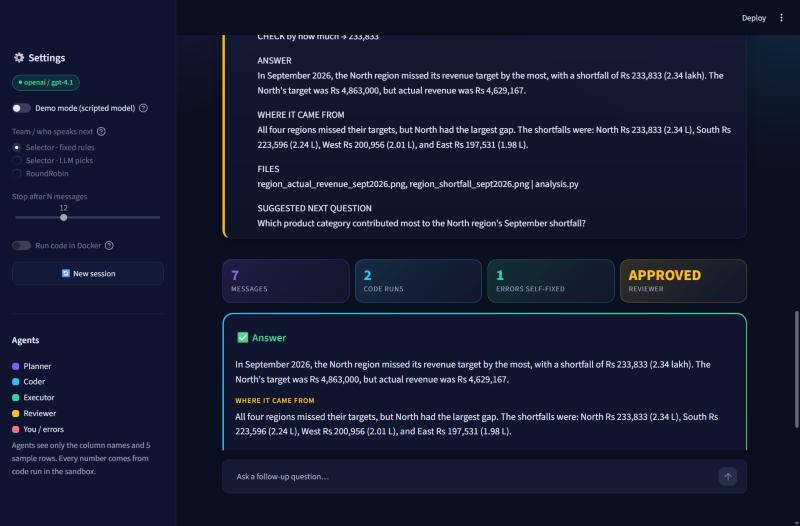 Deploy
Settings
openai / gpt-4.1
Demo mode (scripted model)
Team / who speaks next
Selector · fixed rules
Selector · LLM picks
RoundRobin
Stop after N messages
12
Run code in Docker
New session
Agents
Planner
Coder
Executor
Reviewer
You / errors
Agents see only the column names and 5
sample rows. Every number comes from
code run in the sandbox.
CHECK by how much → 233,833
ANSWER
In September 2026, the North region missed its revenue target by the most, with a shortfall of Rs 233,833 (2.34 lakh). The
North's target was Rs 4,863,000, but actual revenue was Rs 4,629,167.
WHERE IT CAME FROM
All four regions missed their targets, but North had the largest gap. The shortfalls were: North Rs 233,833 (2.34 L), South Rs
223,596 (2.24 L), West Rs 200,956 (2.01 L), and East Rs 197,531 (1.98 L).
FILES
region_actual_revenue_sept2026.png, region_shortfall_sept2026.png | analysis.py
SUGGESTED NEXT QUESTION
Which product category contributed most to the North region's September shortfall?
7
MESSAGES
2
CODE RUNS
1
ERRORS SELF-FIXED
APPROVED
REVIEWER
Answer
In September 2026, the North region missed its revenue target by the most, with a shortfall of Rs 233,833 (2.34 lakh). The
North's target was Rs 4,863,000, but actual revenue was Rs 4,629,167.
WHERE IT CAME FROM
All four regions missed their targets, but North had the largest gap. The shortfalls were: North Rs 233,833 (2.34 L), South Rs
223,596 (2.24 L), West Rs 200,956 (2.01 L), and East Rs 197,531 (1.98 L).
Ask a follow-up question…